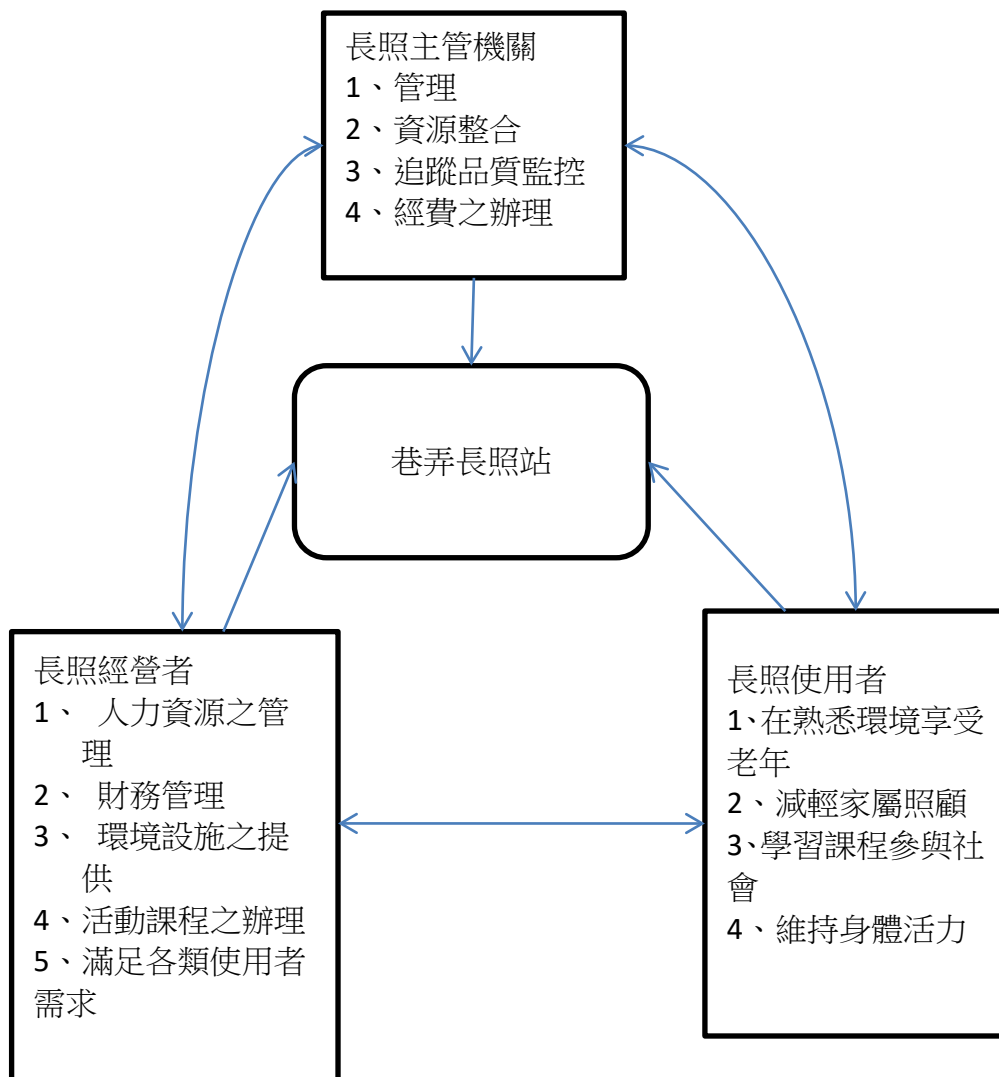 長照主管機關
1、管理
2、資源整合
3、追蹤品質監控
4、經費之辦理
巷弄長照站
長照經營者
1、 人力資源之管
理
2、 財務管理
3、 環境設施之提
供
4、活動課程之辦理
5、滿足各類使用者
需求
長照使用者
1、在熟悉環境享受
老年
2、減輕家屬照顧
3、學習課程參與社
會
4、維持身體活力